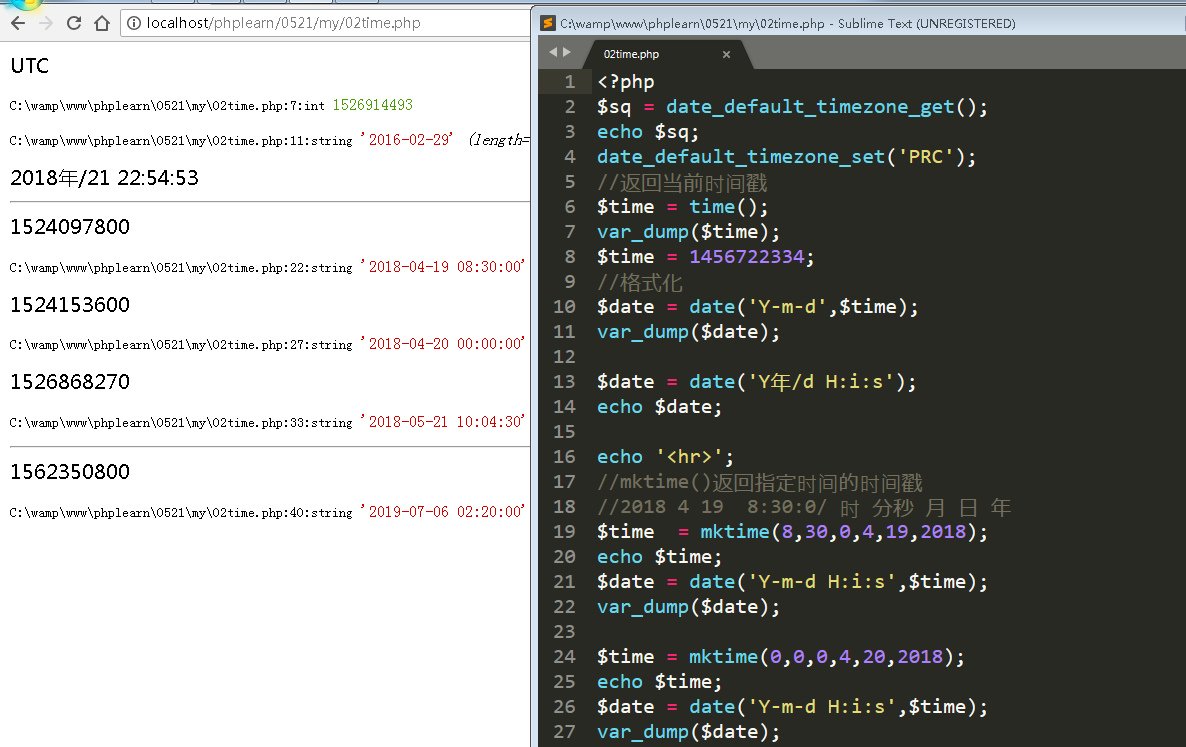 localhost/phplearn/0521/my/02time.php
UTC
C:\wamp\www\phplearn\0521\my\02time.php:7:int 1526914493
C:\wamp\www\phplearn\0521\my\02time.php:11:string '2016-02-29' (length=
2018年/21 22:54:53
1524097800
C:\wamp\www\phplearn\0521\my\02time.php:22:string '2018-04-19 08:30:00'
1524153600
C:\wamp\www\phplearn\0521\my\02time.php:27:string '2018-04-20 00:00:00'
1526868270
C:\wamp\www\phplearn\0521\my\02time.php:33:string '2018-05-21 10:04:30'
1562350800
C:\wamp\www\phplearn\0521\my\02time.php:40:string '2019-07-06 02:20:00'
C:\wamp\www\phplearn\0521\my\02time.php - Sublime Text (UNREGISTERED)
02time.php ×
1 <?php
2 $sq = date_default_timezone_get();
3 echo $sq;
4 date_default_timezone_set('PRC');
5 //返回当前时间戳
6 $time = time();
7 var_dump($time);
8 $time = 1456722334;
9 //格式化
10 $date = date('Y-m-d',$time);
11 var_dump($date);
12
13 $date = date('Y年/d H:i:s');
14 echo $date;
15
16 echo '<hr>';
17 //mktime()返回指定时间的时间戳
18 //2018 4 19  8:30:0/ 时 分秒 月 日 年
19 $time  = mktime(8,30,0,4,19,2018);
20 echo $time;
21 $date = date('Y-m-d H:i:s',$time);
22 var_dump($date);
23
24 $time = mktime(0,0,0,4,20,2018);
25 echo $time;
26 $date = date('Y-m-d H:i:s',$time);
27 var_dump($date);